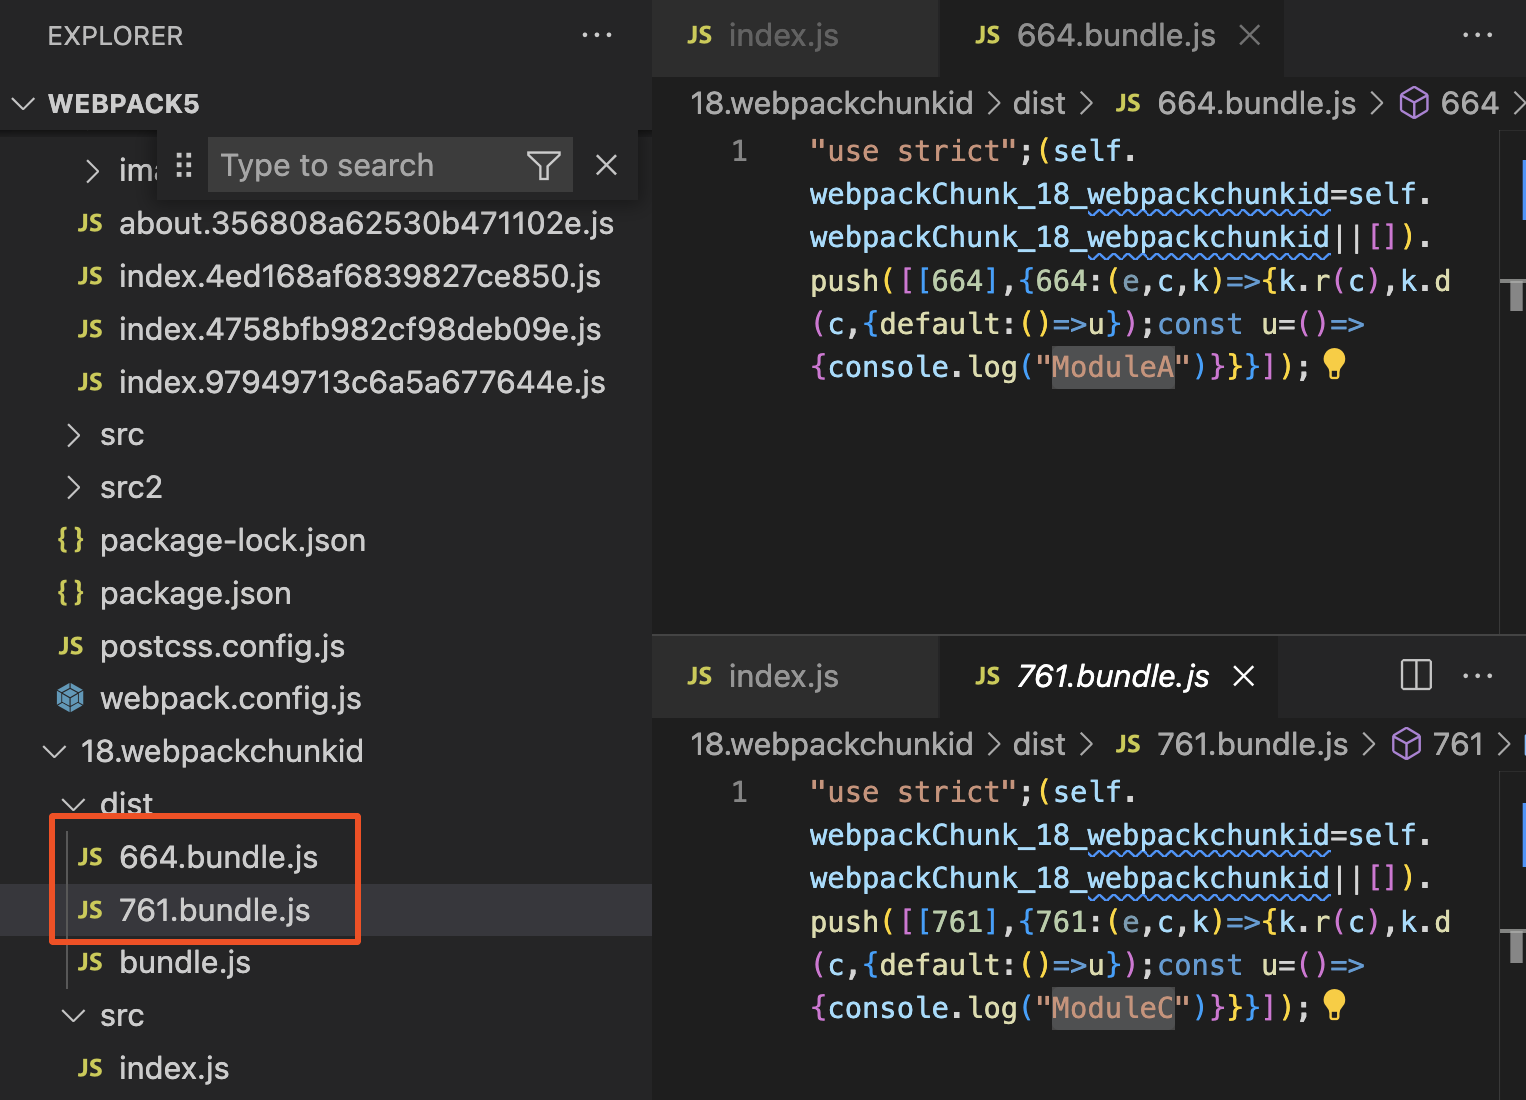 EXPLORER
WEBPACK5
ima
Type to search
JS about.356808a62530b471102e.js
JS index.4ed168af6839827ce850.js
JS index.4758bfb982cf98deb09e.js
JS index.97949713c6a5a677644e.js
src
src2
{} package-lock.json
{} package.json
JS postcss.config.js
webpack.config.js
18.webpackchunkid
dist
JS 664.bundle.js
JS 761.bundle.js
JS bundle.js
src
JS index.js
JS index.js
JS 664.bundle.js
18.webpackchunkid > dist > JS 664.bundle.js > 664 >
1 "use strict";(self.
webpackChunk_18_webpackchunkid=self.
webpackChunk_18_webpackchunkid||[]).
push([[664],{664:(e,c,k)=>{k.r(c),k.d
(c,{default:()=>u});const u=()=>
{console.log("ModuleA")}}}]);
JS index.js
JS 761.bundle.js
18.webpackchunkid > dist > JS 761.bundle.js > 761 >
1 "use strict";(self.
webpackChunk_18_webpackchunkid=self.
webpackChunk_18_webpackchunkid||[]).
push([[761],{761:(e,c,k)=>{k.r(c),k.d
(c,{default:()=>u});const u=()=>
{console.log("ModuleC")}}}]);